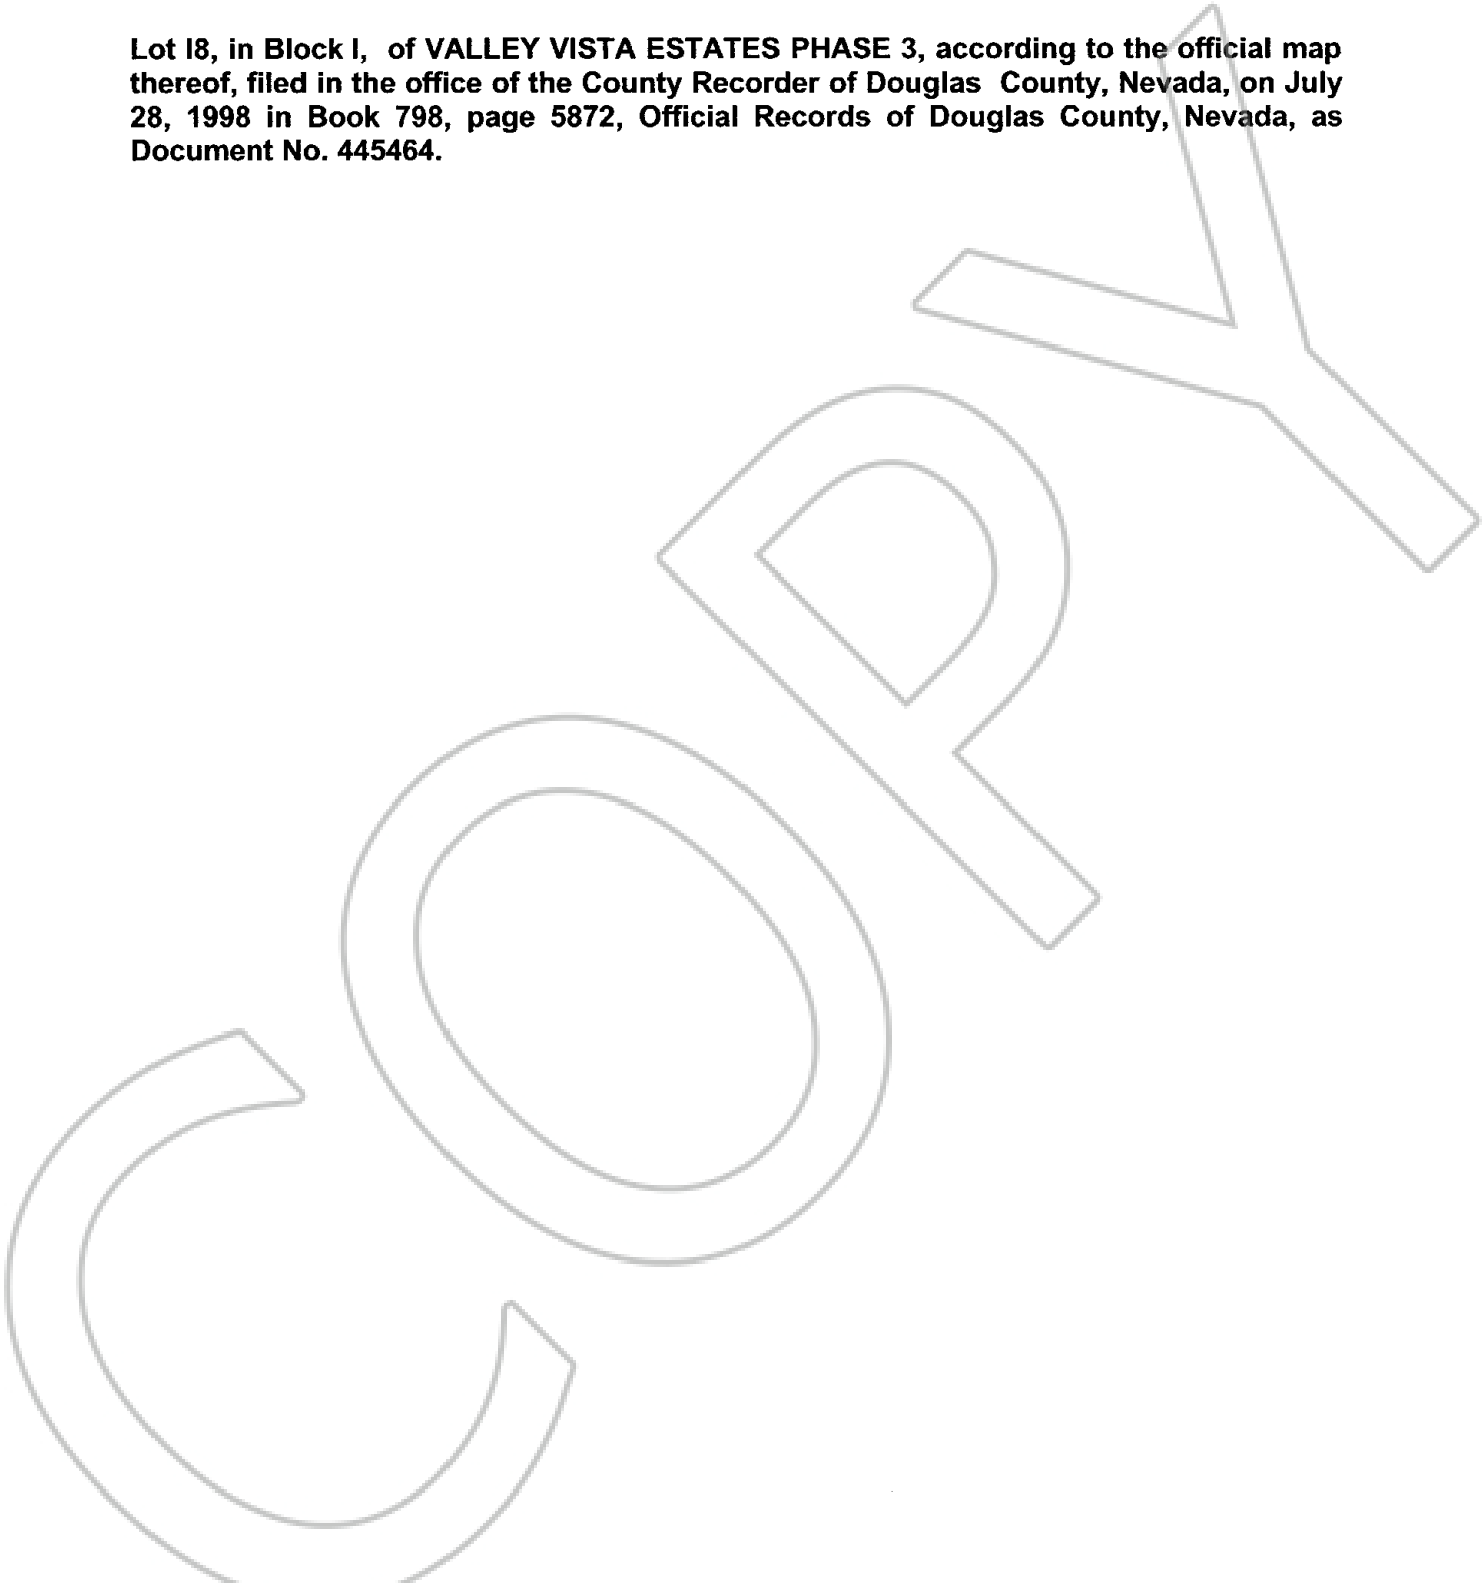 Lot I8, in Block I, of VALLEY VISTA ESTATES PHASE 3, according to the official map
thereof, filed in the office of the County Recorder of Douglas County, Nevada, on July
28, 1998 in Book 798, page 5872, Official Records of Douglas County, Nevada, as
Document No. 445464.
COPY